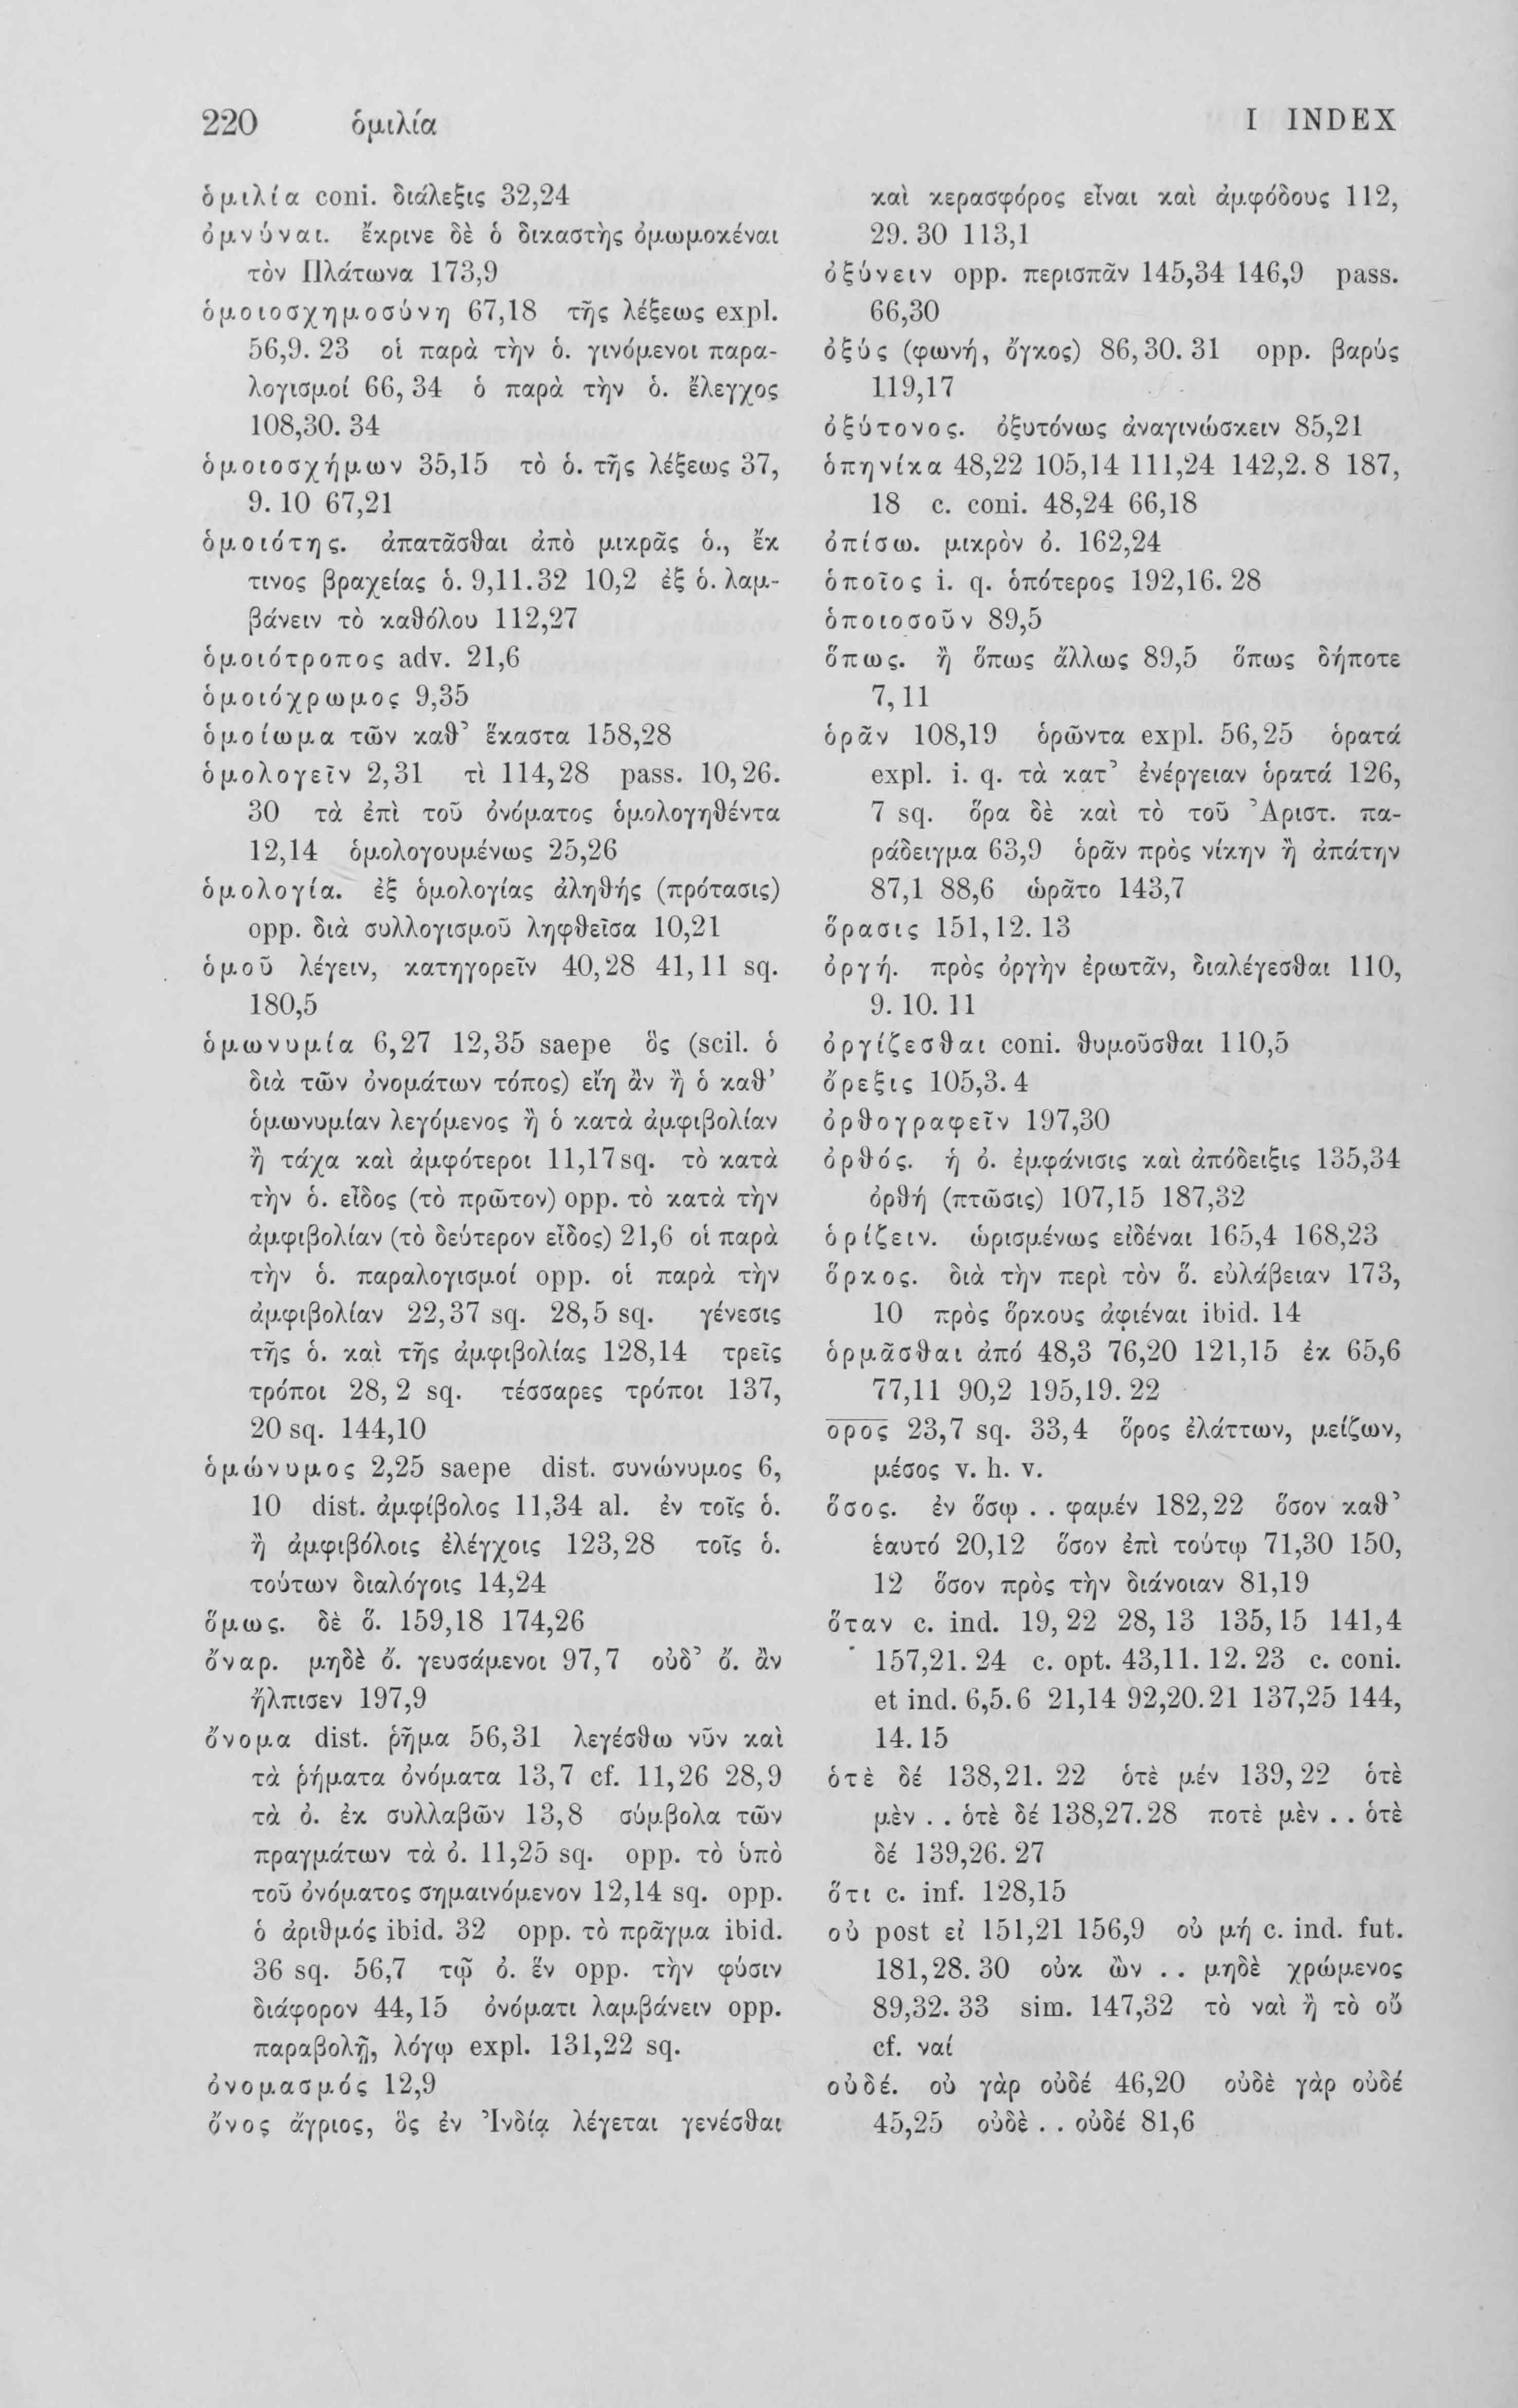 220 ὁμιλία I INDEX
ὁμιλία coni. διάλεξις 32,24
ὀμνύναι. ἔκρινε δὲ ὁ δικαστὴς ὀμωμοκέναι
τὸν Πλάτωνα 173,9
ὁμοιοσχημοσύνη 67,18 τῆς λέξεως expl.
56,9. 23 οἱ παρὰ τὴν ὁ. γινόμενοι παρα-
λογισμοί 66, 34 ὁ παρὰ τὴν ὁ. ἔλεγχος
108,30. 34
ὁμοιοσχήμων 35,15 τὸ ὁ. τῆς λέξεως 37,
9. 10 67,21
ὁμοιότης. ἀπατᾶσθαι ἀπὸ μικρᾶς ὁ., ἔκ
τινος βραχείας ὁ. 9,11.32 10,2 ἐξ ὁ. λαμ-
βάνειν τὸ καθόλου 112,27
ὁμοιότροπος adv. 21,6
ὁμοιόχρωμος 9,35
ὁμοίωμα τῶν καθ’ ἕκαστα 158,28
ὁμολογεῖν 2,31 τὶ 114,28 pass. 10,26.
30 τὰ ἐπὶ τοῦ ὀνόματος ὁμολογηθέντα
12,14 ὁμολογουμένως 25,26
ὁμολογία. ἐξ ὁμολογίας ἀληθής (πρότασις)
opp. διὰ συλλογισμοῦ ληφθεῖσα 10,21
ὁμοῦ λέγειν, κατηγορεῖν 40,28 41,11 sq.
180,5
ὁμωνυμία 6,27 12,35 saepe ὃς (scil. ὁ
διὰ τῶν ὀνομάτων τόπος) εἴη ἂν ἢ ὁ καθ’
ὁμωνυμίαν λεγόμενος ἢ ὁ κατὰ ἀμφιβολίαν
ἢ τάχα καὶ ἀμφότεροι 11,17 sq. τὸ κατὰ
τὴν ὁ. εἶδος (τὸ πρῶτον) opp. τὸ κατὰ τὴν
ἀμφιβολίαν (τὸ δεύτερον εἶδος) 21,6 οἱ παρὰ
τὴν ὁ. παραλογισμοί opp. οἱ παρὰ τὴν
ἀμφιβολίαν 22,37 sq. 28,5 sq. γένεσις
τῆς ὁ. καὶ τῆς ἀμφιβολίας 128,14 τρεῖς
τρόποι 28, 2 sq. τέσσαρες τρόποι 137,
20 sq. 144,10
ὁμώνυμος 2,25 saepe dist. συνώνυμος 6,
10 dist. ἀμφίβολος 11,34 al. ἐν τοῖς ὁ.
ἢ ἀμφιβόλοις ἐλέγχοις 123,28 τοῖς ὁ.
τούτων διαλόγοις 14,24
ὅμως. δὲ ὅ. 159,18 174,26
ὄναρ. μηδὲ ὄ. γευσάμενοι 97,7 οὐδ’ ὄ. ἂν
ἤλπισεν 197,9
ὄνομα dist. ῥῆμα 56,31 λεγέσθω νῦν καὶ
τὰ ῥήματα ὀνόματα 13,7 cf. 11,26 28,9
τὰ ὀ. ἐκ συλλαβῶν 13,8 σύμβολα τῶν
πραγμάτων τὰ ὀ. 11,25 sq. opp. τὸ ὑπὸ
τοῦ ὀνόματος σημαινόμενον 12,14 sq. opp.
ὁ ἀριθμός ibid. 32 opp. τὸ πρᾶγμα ibid.
36 sq. 56,7 τῷ ὀ. ἕν opp. τὴν φύσιν
διάφορον 44,15 ὀνόματι λαμβάνειν opp.
παραβολῇ, λόγῳ expl. 131,22 sq.
ὀνομασμός 12,9
ὄνος ἄγριος, ὃς ἐν Ἰνδίᾳ λέγεται γενέσθαι
καὶ κερασφόρος εἶναι καὶ ἀμφόδους 112,
29. 30 113,1
ὀξύνειν opp. περισπᾶν 145,34 146,9 pass.
66,30
ὀξύς (φωνή, ὄγκος) 86,30. 31 opp. βαρύς
119,17
ὀξύτονος. ὀξυτόνως ἀναγινώσκειν 85,21
ὁπηνίκα 48,22 105,14 111,24 142,2. 8 187,
18 c. coni. 48,24 66,18
ὀπίσω. μικρὸν ὀ. 162,24
ὁποῖος i. q. ὁπότερος 192,16. 28
ὁποιοσοῦν 89,5
ὅπως. ἢ ὅπως ἄλλως 89,5 ὅπως δήποτε
7,11
ὁρᾶν 108,19 ὁρῶντα expl. 56,25 ὁρατά
expl. i. q. τὰ κατ’ ἐνέργειαν ὁρατά 126,
7 sq. ὅρα δὲ καὶ τὸ τοῦ Ἀριστ. πα-
ράδειγμα 63,9 ὁρᾶν πρὸς νίκην ἢ ἀπάτην
87,1 88,6 ὡρᾶτο 143,7
ὅρασις 151,12. 13
ὀργή. πρὸς ὀργὴν ἐρωτᾶν, διαλέγεσθαι 110,
9. 10. 11
ὀργίζεσθαι coni. θυμοῦσθαι 110,5
ὄρεξις 105,3. 4
ὀρθογραφεῖν 197,30
ὀρθός. ἡ ὀ. ἐμφάνισις καὶ ἀπόδειξις 135,34
ὀρθή (πτῶσις) 107,15 187,32
ὁρίζειν. ὡρισμένως εἰδέναι 165,4 168,23
ὅρκος. διὰ τὴν περὶ τὸν ὅ. εὐλάβειαν 173,
10 πρὸς ὅρκους ἀφιέναι ibid. 14
ὁρμᾶσθαι ἀπό 48,3 76,20 121,15 ἐκ 65,6
77,11 90,2 195,19. 22
ορος 23,7 sq. 33,4 ὅρος ἐλάττων, μείζων,
μέσος v. h. v.
ὅσος. ἐν ὅσῳ . . φαμέν 182,22 ὅσον καθ’
ἑαυτό 20,12 ὅσον ἐπὶ τούτῳ 71,30 150,
12 ὅσον πρὸς τὴν διάνοιαν 81,19
ὅταν c. ind. 19,22 28,13 135,15 141,4
157,21. 24 c. opt. 43,11. 12. 23 c. coni.
et ind. 6,5. 6 21,14 92,20.21 137,25 144,
14. 15
ὁτὲ δέ 138,21. 22 ὁτὲ μέν 139,22 ὁτὲ
μὲν . . ὁτὲ δέ 138,27.28 ποτὲ μὲν . . ὁτὲ
δέ 139,26. 27
ὅτι c. inf. 128,15
οὐ post εἰ 151,21 156,9 οὐ μή c. ind. fut.
181,28. 30 οὐκ ὢν . . μηδὲ χρώμενος
89,32. 33 sim. 147,32 τὸ ναὶ ἢ τὸ οὔ
cf. ναί
οὐδέ. οὐ γὰρ οὐδέ 46,20 οὐδὲ γὰρ οὐδέ
45,25 οὐδὲ . . οὐδέ 81,6